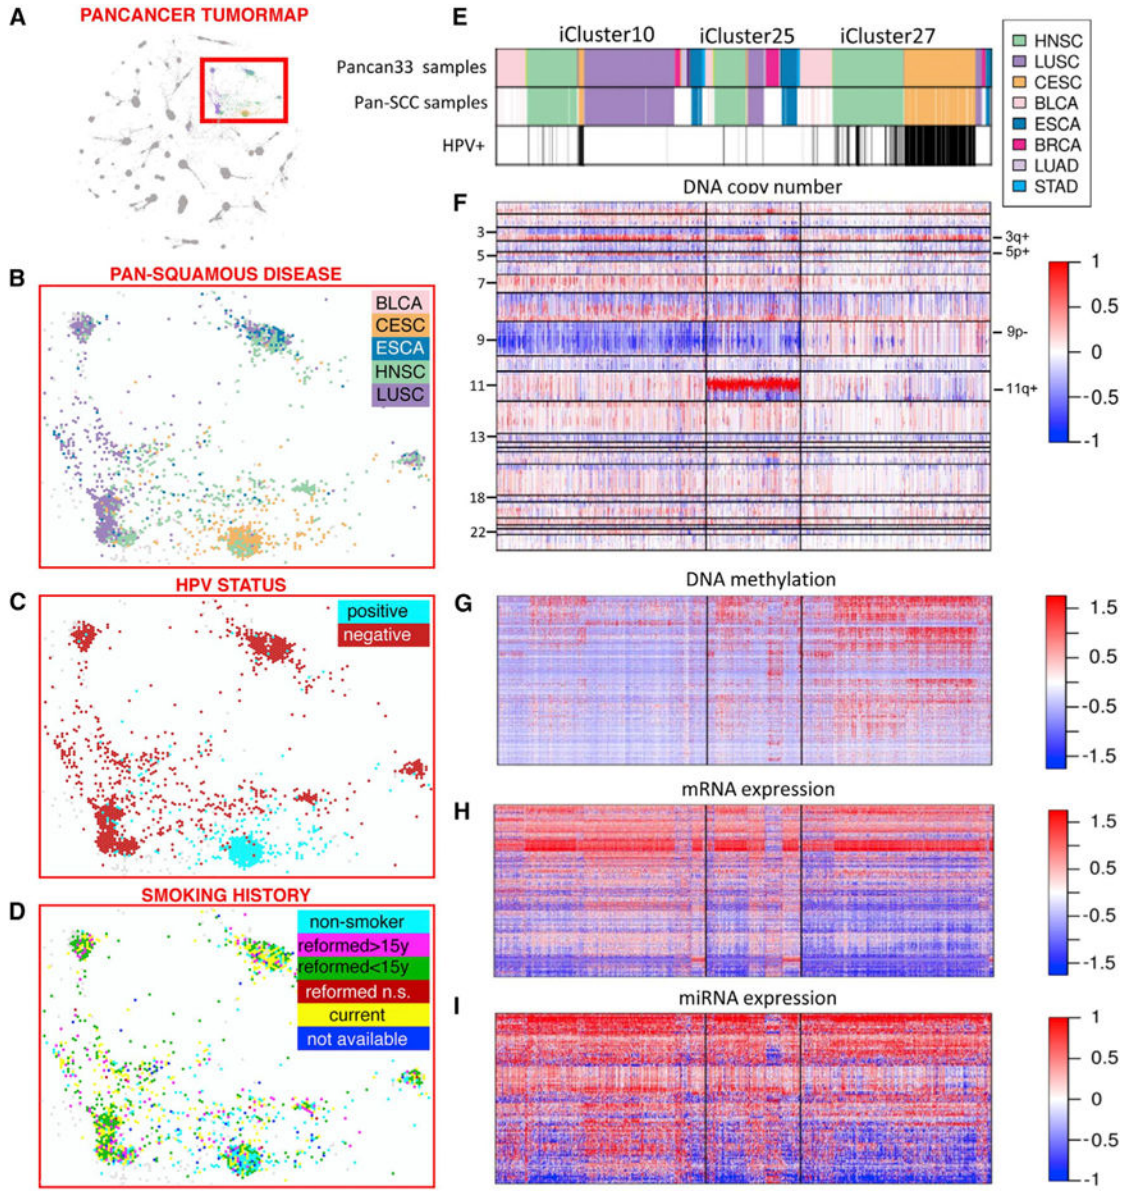 A
PANCANCER TUMORMAP
B
PAN-SQUAMOUS DISEASE
BLCA
CESC
ESCA
HNSC
LUSC
C
HPV STATUS
positive
negative
D
SMOKING HISTORY
non-smoker
reformed>15y
reformed<15y
reformed n.s.
current
not available
E
iCluster10 iCluster25 iCluster27
Pancan33 samples
Pan-SCC samples
HPV+
HNSC
LUSC
CESC
BLCA
ESCA
BRCA
LUAD
STAD
F
DNA copy number
3
5
7
9
11
13
18
22
3q+
5p+
9p-
11q+
1
0.5
0
-0.5
-1
G
DNA methylation
1.5
0.5
-0.5
-1.5
H
mRNA expression
1.5
0.5
-0.5
-1.5
I
miRNA expression
1
0.5
0
-0.5
-1